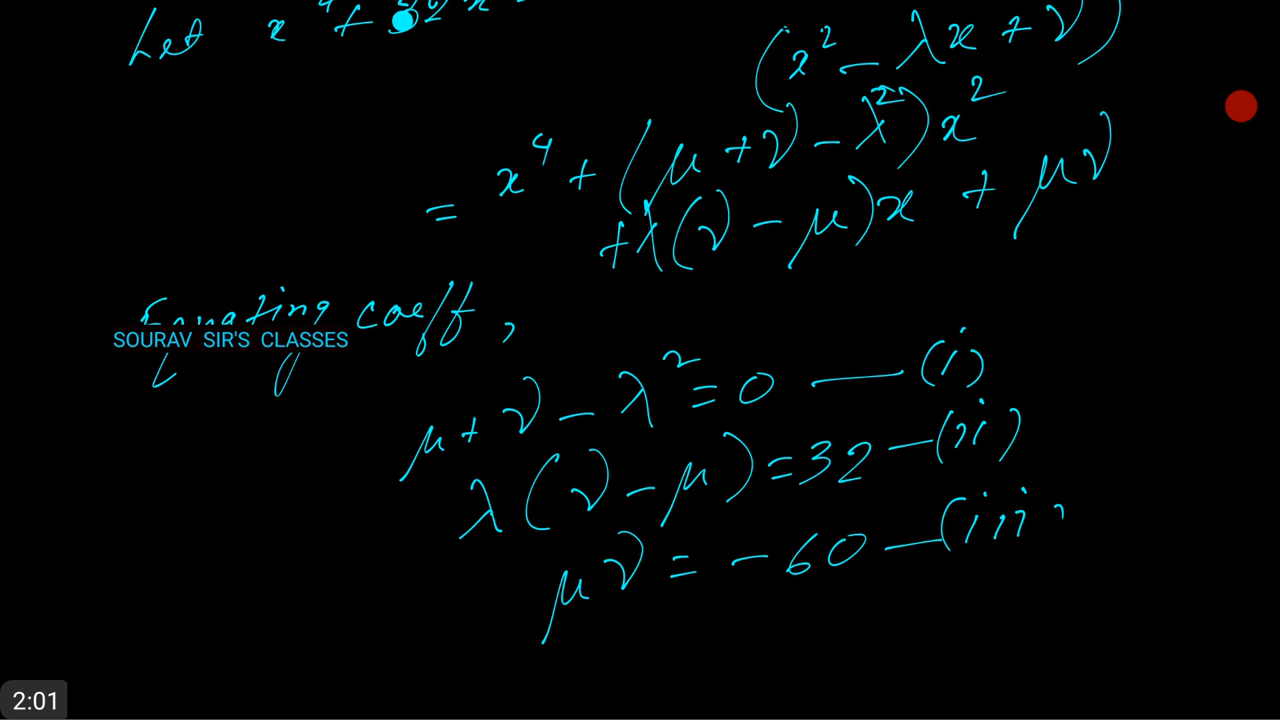 Let x⁴ + 32x
(x² - λx + ν)
= x⁴ + (μ + ν - λ²)x²
+ λ(ν - μ)x + μν
Equating coeff,
SOURAV SIR'S CLASSES
μ + ν - λ² = 0 — (i)
λ(ν - μ) = 32 — (ii)
μν = -60 — (iii)
2:01